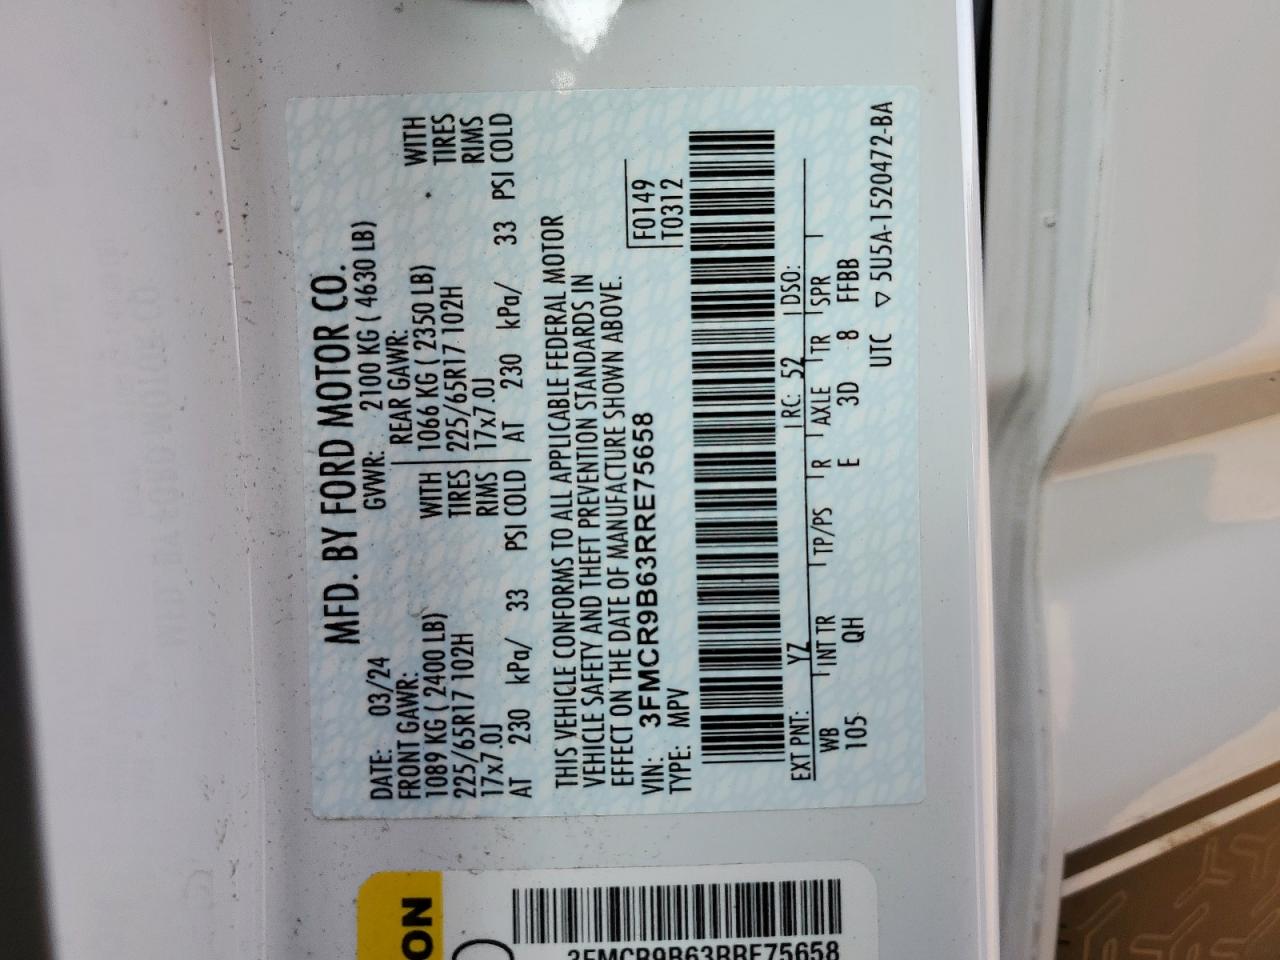 MFD. BY FORD MOTOR CO.
DATE: 03/24 GVWR: 2100 KG ( 4630 LB)
FRONT GAWR: REAR GAWR:
1089 KG ( 2400 LB) WITH 1066 KG ( 2350 LB) WITH
225/65R17 102H TIRES 225/65R17 102H TIRES
17x7.0J RIMS 17x7.0J RIMS
AT 230 kPa/ 33 PSI COLD AT 230 kPa/ 33 PSI COLD
THIS VEHICLE CONFORMS TO ALL APPLICABLE FEDERAL MOTOR
VEHICLE SAFETY AND THEFT PREVENTION STANDARDS IN
EFFECT ON THE DATE OF MANUFACTURE SHOWN ABOVE.
VIN: 3FMCR9B63RRE75658 F0149
TYPE: MPV T0312
EXT PNT: YZ RC: 52 DSO:
WB INT TR TP/PS R AXLE TR SPR
105 QH E 3D 8 FFBB
UTC ▽ 5U5A-1520472-BA
ON
3FMCR9B63RRE75658